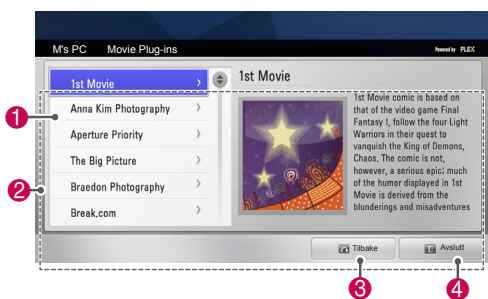 M's PC Movie Plug-ins
Powered by PLEX
1st Movie
Anna Kim Photography
Aperture Priority
The Big Picture
Braedon Photography
Break.com
1st Movie
1st Movie comic is based on
that of the video game Final
Fantasy I, follow the four Light
Warriors in their quest to
vanquish the King of Demons,
Chaos, The comic is not,
however, a serious epic; much
of the humor displayed in 1st
Movie is derived from the
blunderings and misadventures
Tilbake
Avslutt
1
2
3
4